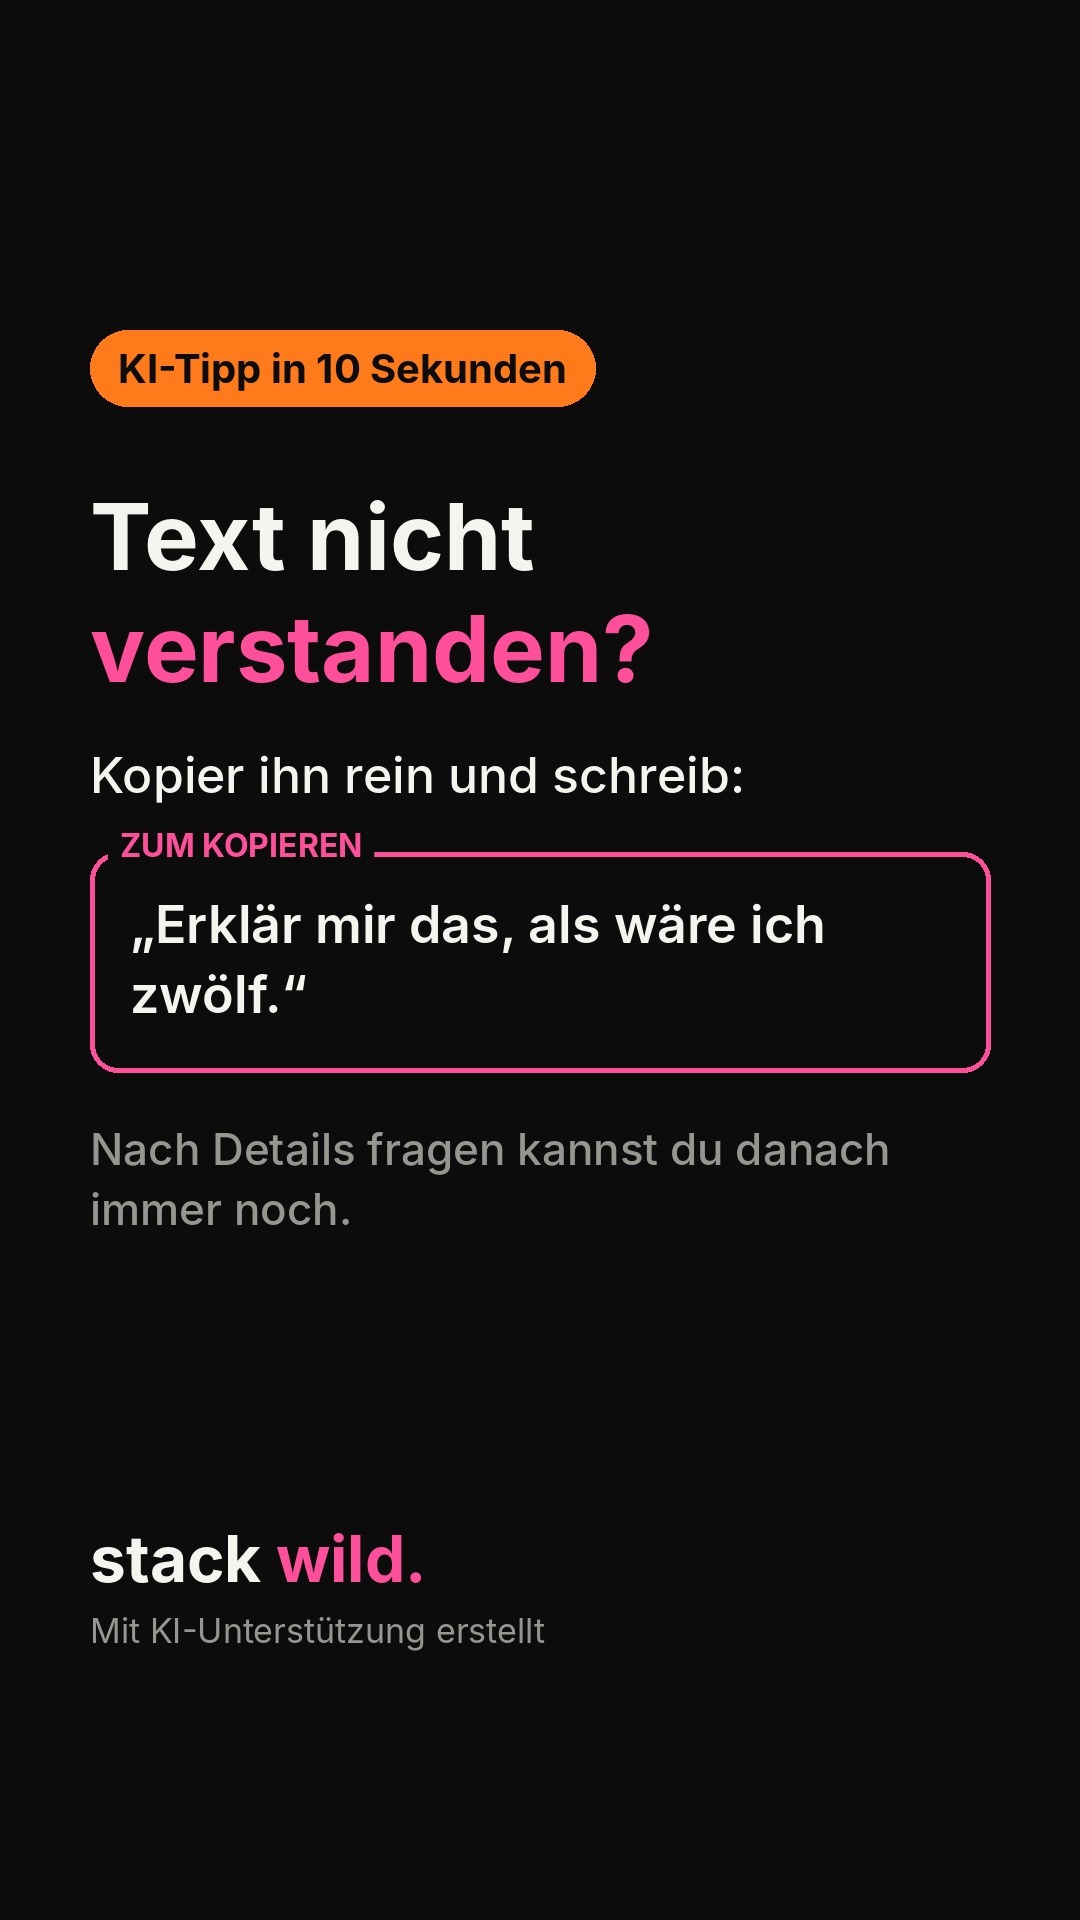 KI-Tipp in 10 Sekunden
Text nicht
verstanden?
Kopier ihn rein und schreib:
ZUM KOPIEREN
„Erklär mir das, als wäre ich
zwölf.“
Nach Details fragen kannst du danach
immer noch.
stack wild.
Mit KI-Unterstützung erstellt